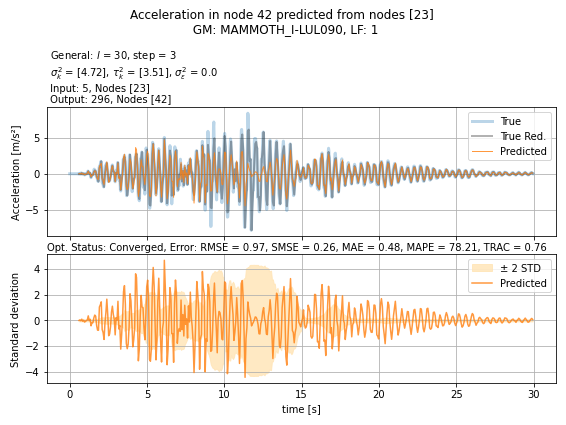 Acceleration in node 42 predicted from nodes [23]
GM: MAMMOTH_I-LUL090, LF: 1
General: l = 30, step = 3
σ²ₖ = [4.72], τ²ₖ = [3.51], σ²ε = 0.0
Input: 5, Nodes [23]
Output: 296, Nodes [42]
Acceleration [m/s²]
5
0
−5
True
True Red.
Predicted
Opt. Status: Converged, Error: RMSE = 0.97, SMSE = 0.26, MAE = 0.48, MAPE = 78.21, TRAC = 0.76
Standard deviation
4
2
0
−2
−4
± 2 STD
Predicted
0 5 10 15 20 25 30
time [s]